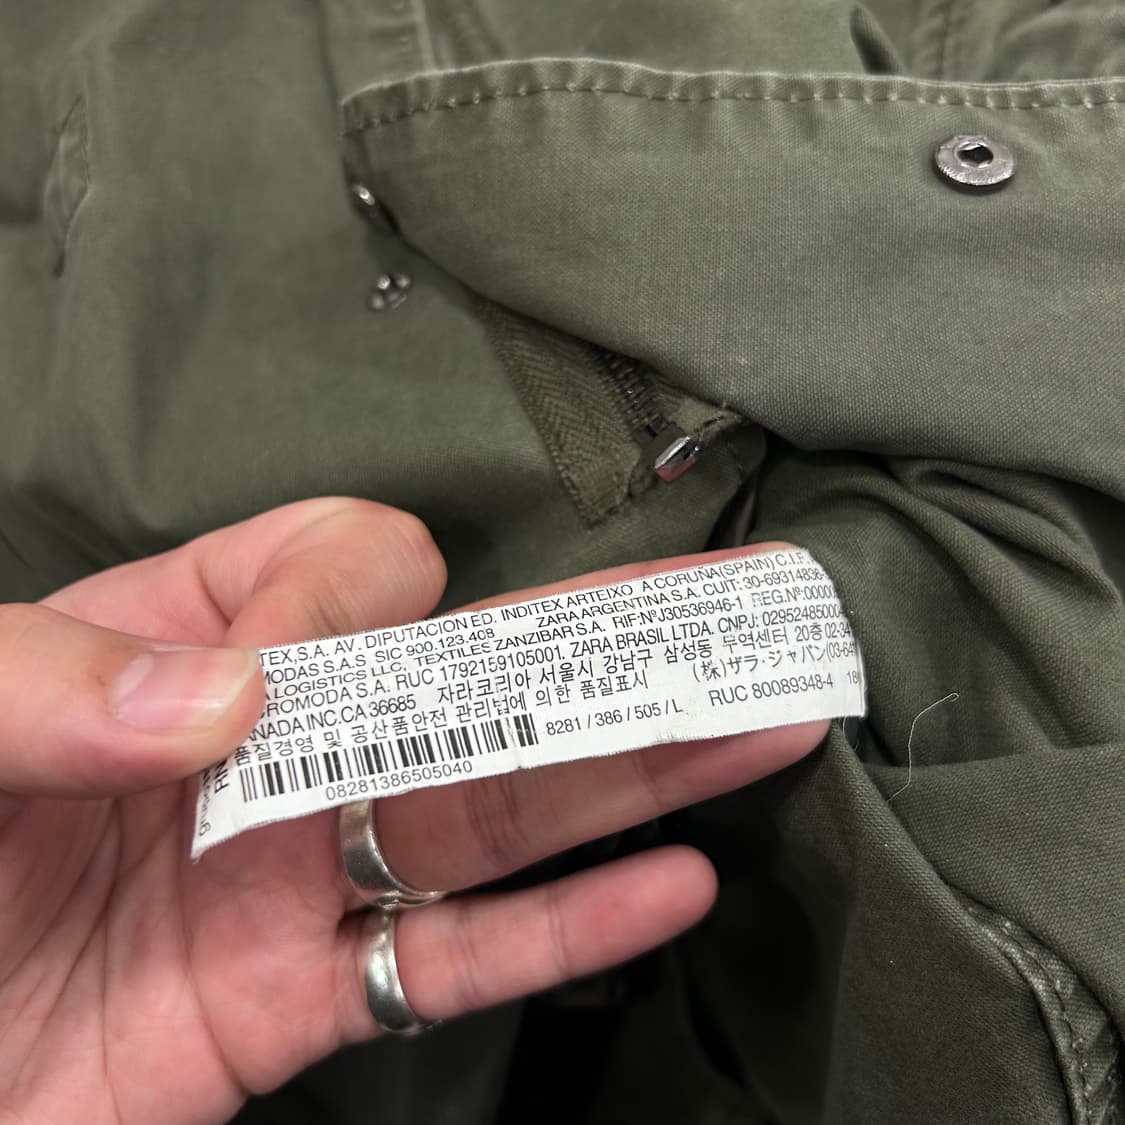 TEX,S.A. AV. DIPUTACION ED. INDITEX ARTEIXO A CORUÑA(SPAIN) C.I.F.
MODAS S.A.S SIC 900.123.408 ZARA ARGENTINA S.A. CUIT: 30-69314836-
A LOGISTICS LLC, TEXTILES ZANZIBAR S.A. RIF:NºJ30536946-1 REG.Nº:00000
OROMODA S.A. RUC 1792159105001, ZARA BRASIL LTDA. CNPJ: 029524850004
ANADA INC. CA 36685 자라코리아 서울시 강남구 삼성동 무역센터 20층 02-34
품질경영 및 공산품안전 관리법에 의한 품질표시 (株)ザラ・ジャパン(03-64
8281 / 386 / 505 / L RUC 80089348-4 18
08281386505040